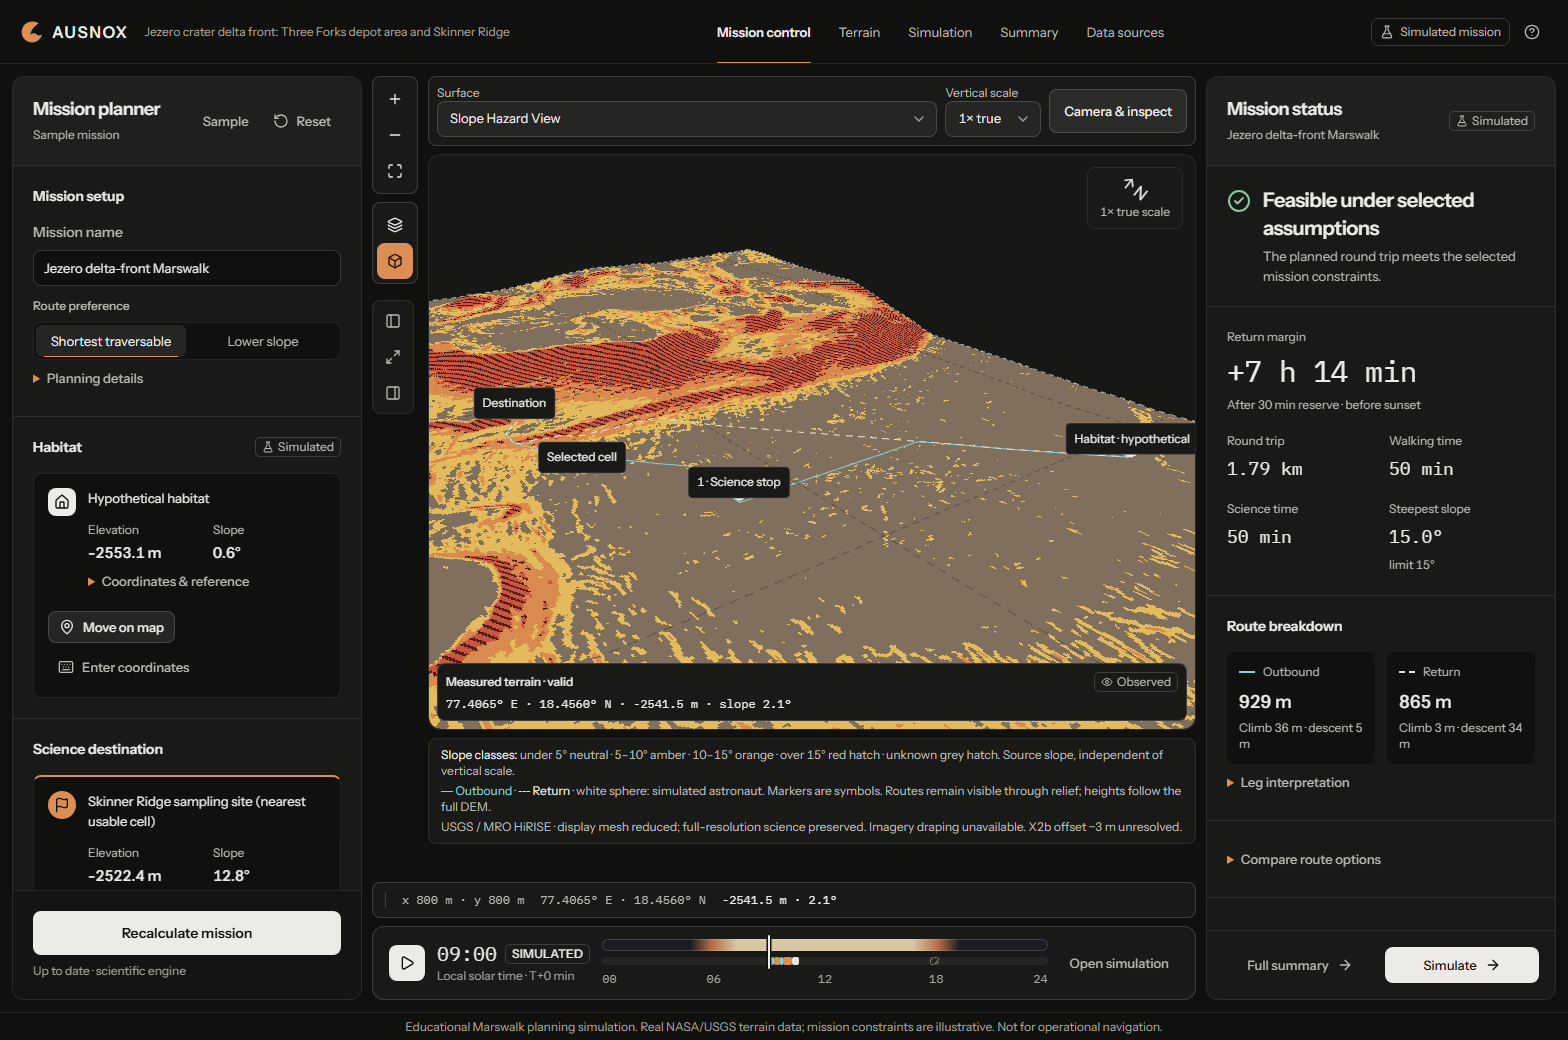 AUSNOX
Jezero crater delta front: Three Forks depot area and Skinner Ridge
Mission control
Terrain
Simulation
Summary
Data sources
Simulated mission
Mission planner
Sample mission
Sample
Reset
Mission setup
Mission name
Jezero delta-front Marswalk
Route preference
Shortest traversable
Lower slope
Planning details
Habitat
Simulated
Hypothetical habitat
Elevation
Slope
-2553.1 m
0.6°
Coordinates & reference
Move on map
Enter coordinates
Science destination
Skinner Ridge sampling site (nearest
usable cell)
Elevation
Slope
-2522.4 m
12.8°
Recalculate mission
Up to date · scientific engine
Surface
Slope Hazard View
Vertical scale
1× true
Camera & inspect
N
1× true scale
Destination
Selected cell
1 · Science stop
Habitat · hypothetical
Measured terrain · valid
Observed
77.4065° E · 18.4560° N · -2541.5 m · slope 2.1°
Slope classes: under 5° neutral · 5–10° amber · 10–15° orange · over 15° red hatch · unknown grey hatch. Source slope, independent of
vertical scale.
— Outbound · --- Return · white sphere: simulated astronaut. Markers are symbols. Routes remain visible through relief; heights follow the
full DEM.
USGS / MRO HiRISE · display mesh reduced; full-resolution science preserved. Imagery draping unavailable. X2b offset ~3 m unresolved.
x 800 m · y 800 m 77.4065° E · 18.4560° N -2541.5 m · 2.1°
09:00
SIMULATED
Local solar time · T+0 min
00
06
12
18
24
Open simulation
Mission status
Jezero delta-front Marswalk
Simulated
Feasible under selected
assumptions
The planned round trip meets the selected
mission constraints.
Return margin
+7 h 14 min
After 30 min reserve · before sunset
Round trip
Walking time
1.79 km
50 min
Science time
Steepest slope
50 min
15.0°
limit 15°
Route breakdown
Outbound
929 m
Climb 36 m · descent 5
m
Return
865 m
Climb 3 m · descent 34
m
Leg interpretation
Compare route options
Full summary
Simulate
Educational Marswalk planning simulation. Real NASA/USGS terrain data; mission constraints are illustrative. Not for operational navigation.